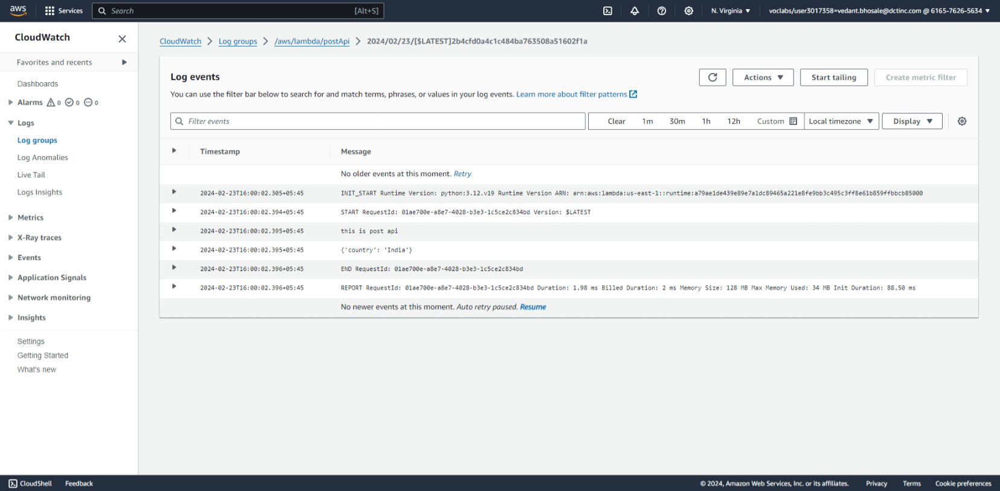 aws Services Search [Alt+S] N. Virginia ▼ voclabs/user3017358=vedant.bhosale@dctinc.com @ 6165-7626-5634 ▼
CloudWatch
Favorites and recents
Dashboards
Alarms 0 0 0
Logs
Log groups
Log Anomalies
Live Tail
Logs Insights
Metrics
X-Ray traces
Events
Application Signals
Network monitoring
Insights
Settings
Getting Started
What's new
CloudWatch > Log groups > /aws/lambda/postApi > 2024/02/23/[$LATEST]2b4cfd0a4c1c484ba763508a51602f1a
Log events
Actions ▼ Start tailing Create metric filter
You can use the filter bar below to search for and match terms, phrases, or values in your log events. Learn more about filter patterns
Filter events Clear 1m 30m 1h 12h Custom Local timezone ▼ Display ▼
Timestamp Message
No older events at this moment. Retry
2024-02-23T16:00:02.305+05:45 INIT_START Runtime Version: python:3.12.v19 Runtime Version ARN: arn:aws:lambda:us-east-1::runtime:a79ae1de439e89e7a1dc89465a221e8fe9bb3c495c3ff8e61b859ffbbcb85000
2024-02-23T16:00:02.394+05:45 START RequestId: 01ae700e-a8e7-4028-b3e3-1c5ce2c834bd Version: $LATEST
2024-02-23T16:00:02.395+05:45 this is post api
2024-02-23T16:00:02.395+05:45 {'country': 'India'}
2024-02-23T16:00:02.396+05:45 END RequestId: 01ae700e-a8e7-4028-b3e3-1c5ce2c834bd
2024-02-23T16:00:02.396+05:45 REPORT RequestId: 01ae700e-a8e7-4028-b3e3-1c5ce2c834bd Duration: 1.98 ms Billed Duration: 2 ms Memory Size: 128 MB Max Memory Used: 34 MB Init Duration: 88.50 ms
No newer events at this moment. Auto retry paused. Resume
CloudShell Feedback © 2024, Amazon Web Services, Inc. or its affiliates. Privacy Terms Cookie preferences